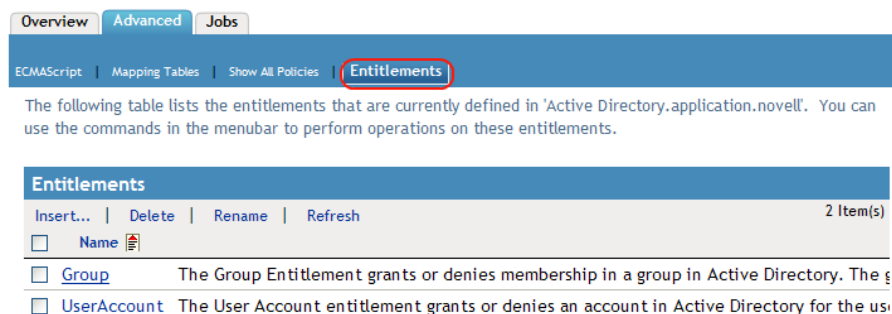 Overview Advanced Jobs
ECMAScript | Mapping Tables | Show All Policies | Entitlements
The following table lists the entitlements that are currently defined in 'Active Directory.application.novell'. You can
use the commands in the menubar to perform operations on these entitlements.
Entitlements
Insert... | Delete | Rename | Refresh 2 Item(s)
Name
Group The Group Entitlement grants or denies membership in a group in Active Directory. The
UserAccount The User Account entitlement grants or denies an account in Active Directory for the